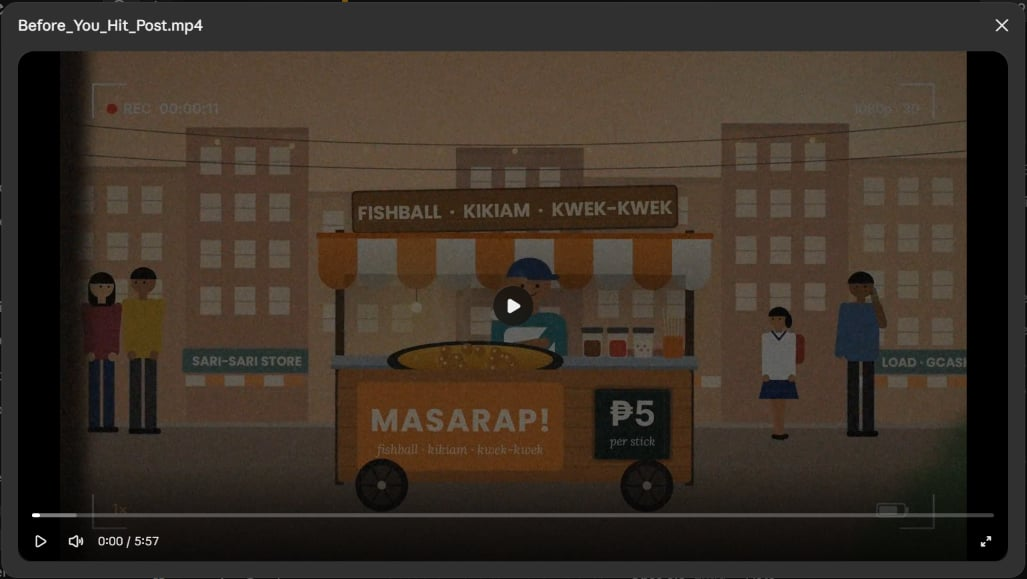 Before_You_Hit_Post.mp4
REC 00:00:11
1080p · 30
FISHBALL · KIKIAM · KWEK-KWEK
SARI-SARI STORE
LOAD · GCASH
MASARAP!
fishball · kikiam · kwek-kwek
₱5
per stick
1x
0:00 / 5:57